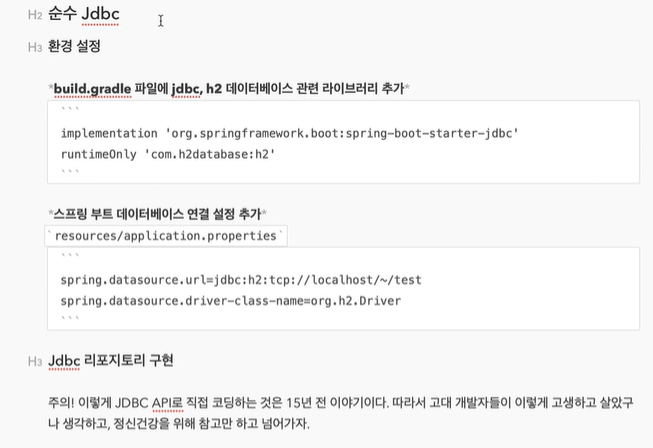 H2 순수 Jdbc
H3 환경 설정
*build.gradle 파일에 jdbc, h2 데이터베이스 관련 라이브러리 추가*
```
implementation 'org.springframework.boot:spring-boot-starter-jdbc'
runtimeOnly 'com.h2database:h2'
```
*스프링 부트 데이터베이스 연결 설정 추가*
`resources/application.properties`
```
spring.datasource.url=jdbc:h2:tcp://localhost/~/test
spring.datasource.driver-class-name=org.h2.Driver
```
H3 Jdbc 리포지토리 구현
주의! 이렇게 JDBC API로 직접 코딩하는 것은 15년 전 이야기이다. 따라서 고대 개발자들이 이렇게 고생하고 살았구
나 생각하고, 정신건강을 위해 참고만 하고 넘어가자.